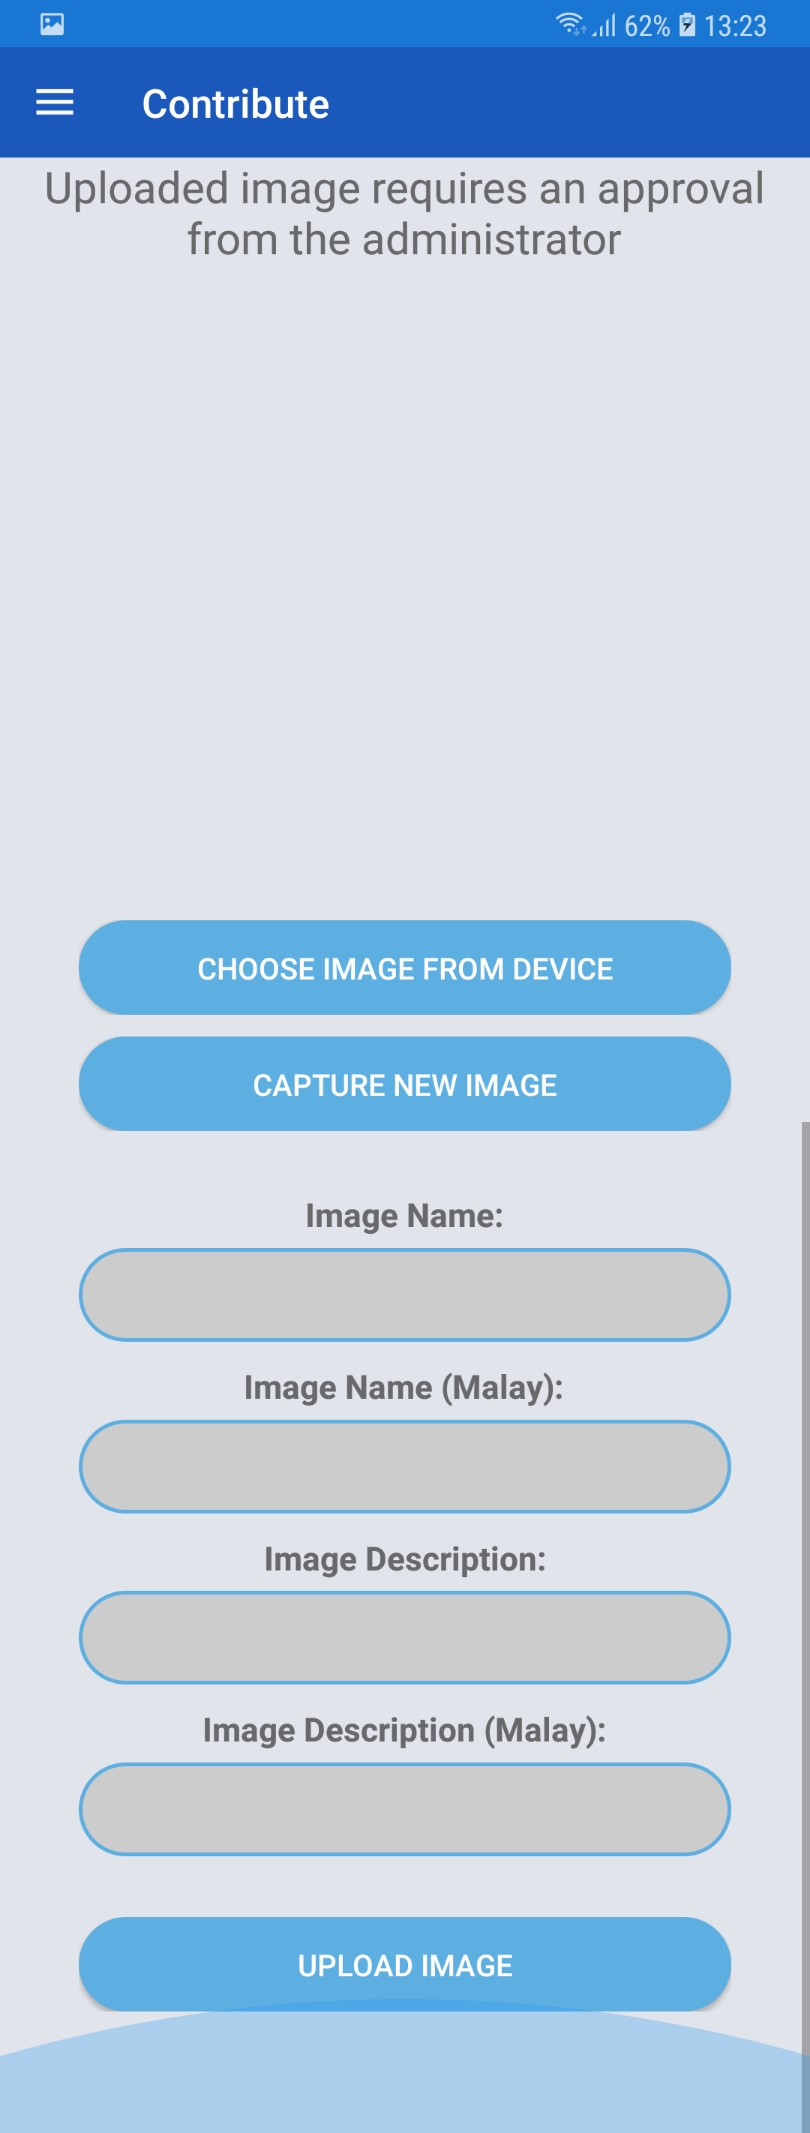 62% 13:23
Contribute
Uploaded image requires an approval
from the administrator
CHOOSE IMAGE FROM DEVICE
CAPTURE NEW IMAGE
Image Name:
Image Name (Malay):
Image Description:
Image Description (Malay):
UPLOAD IMAGE